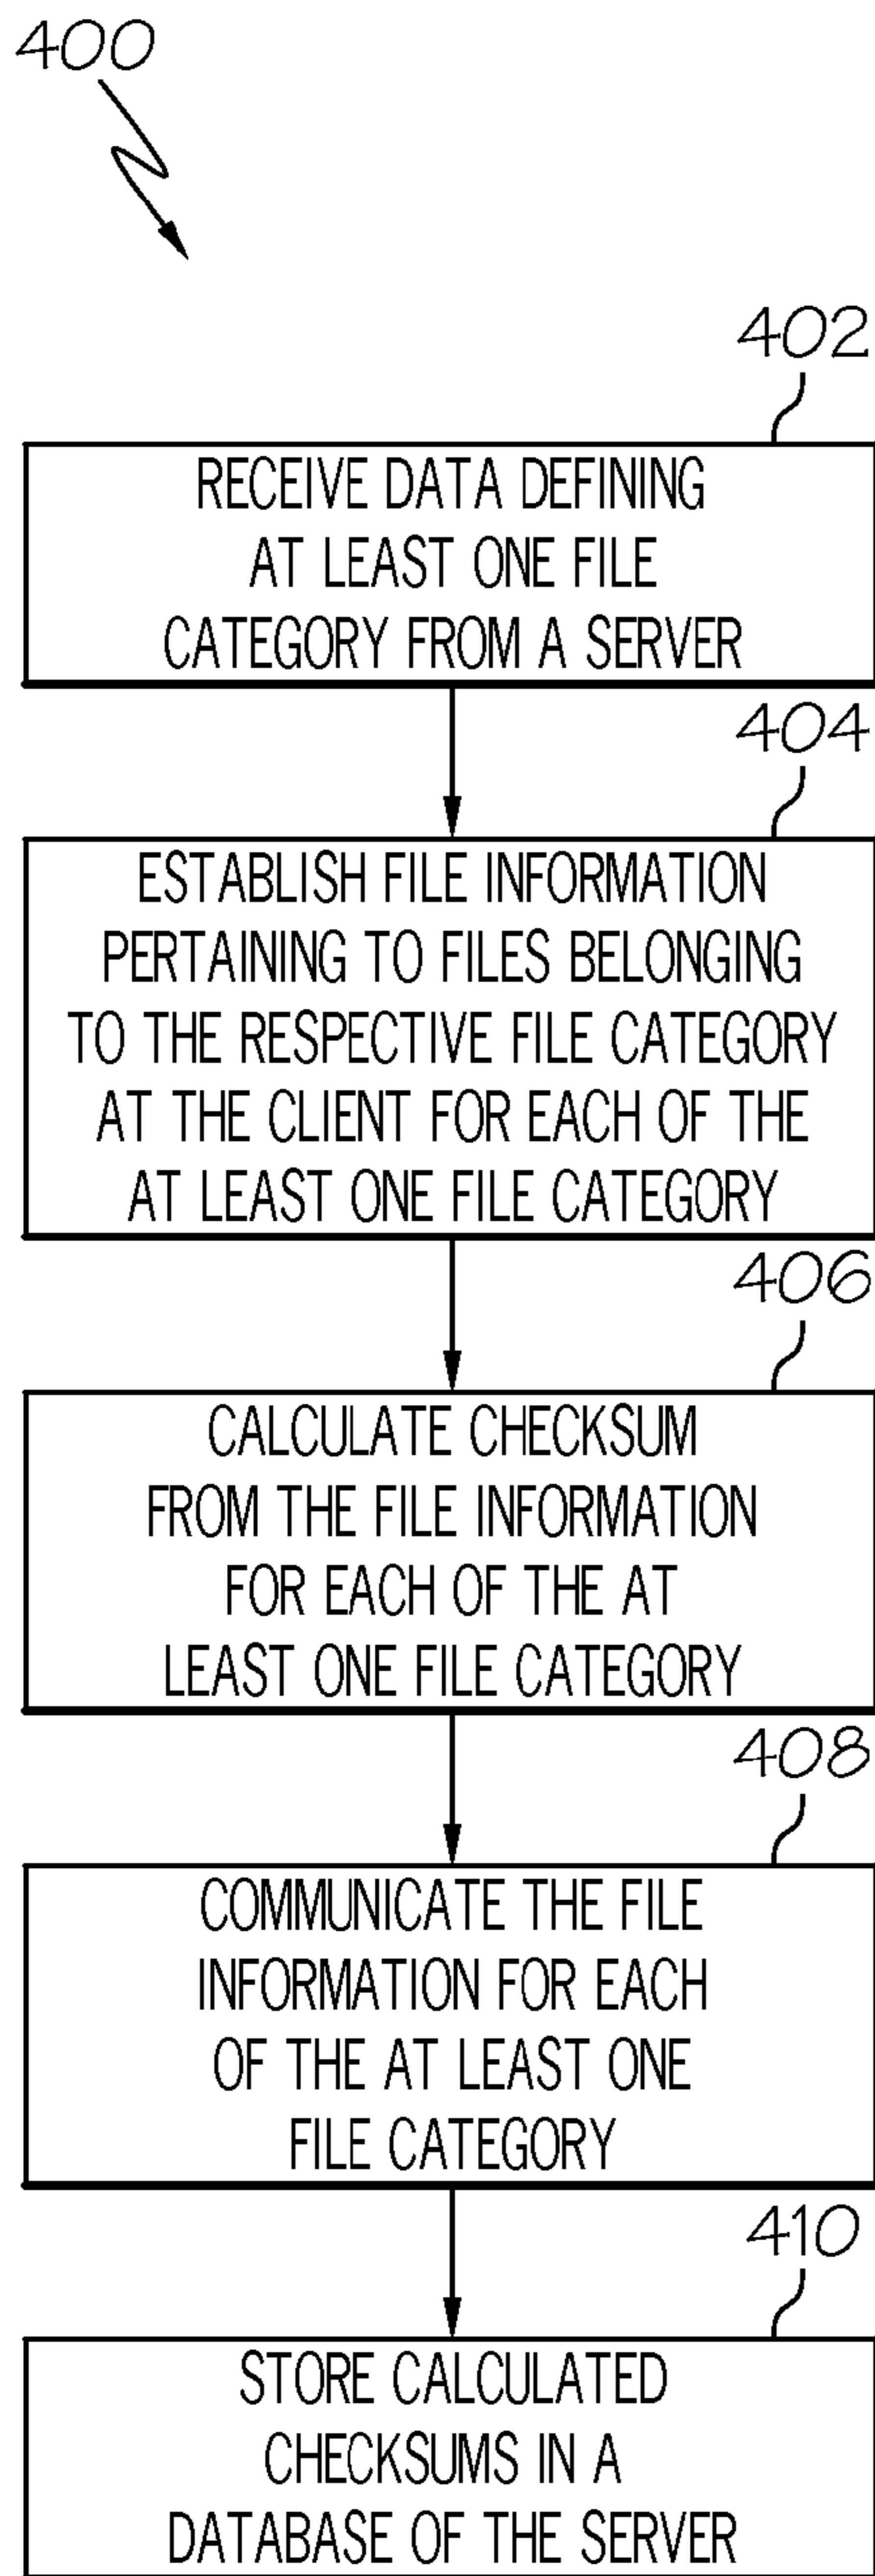 400
402
RECEIVE DATA DEFINING
AT LEAST ONE FILE
CATEGORY FROM A SERVER
404
ESTABLISH FILE INFORMATION
PERTAINING TO FILES BELONGING
TO THE RESPECTIVE FILE CATEGORY
AT THE CLIENT FOR EACH OF THE
AT LEAST ONE FILE CATEGORY
406
CALCULATE CHECKSUM
FROM THE FILE INFORMATION
FOR EACH OF THE AT
LEAST ONE FILE CATEGORY
408
COMMUNICATE THE FILE
INFORMATION FOR EACH
OF THE AT LEAST ONE
FILE CATEGORY
410
STORE CALCULATED
CHECKSUMS IN A
DATABASE OF THE SERVER